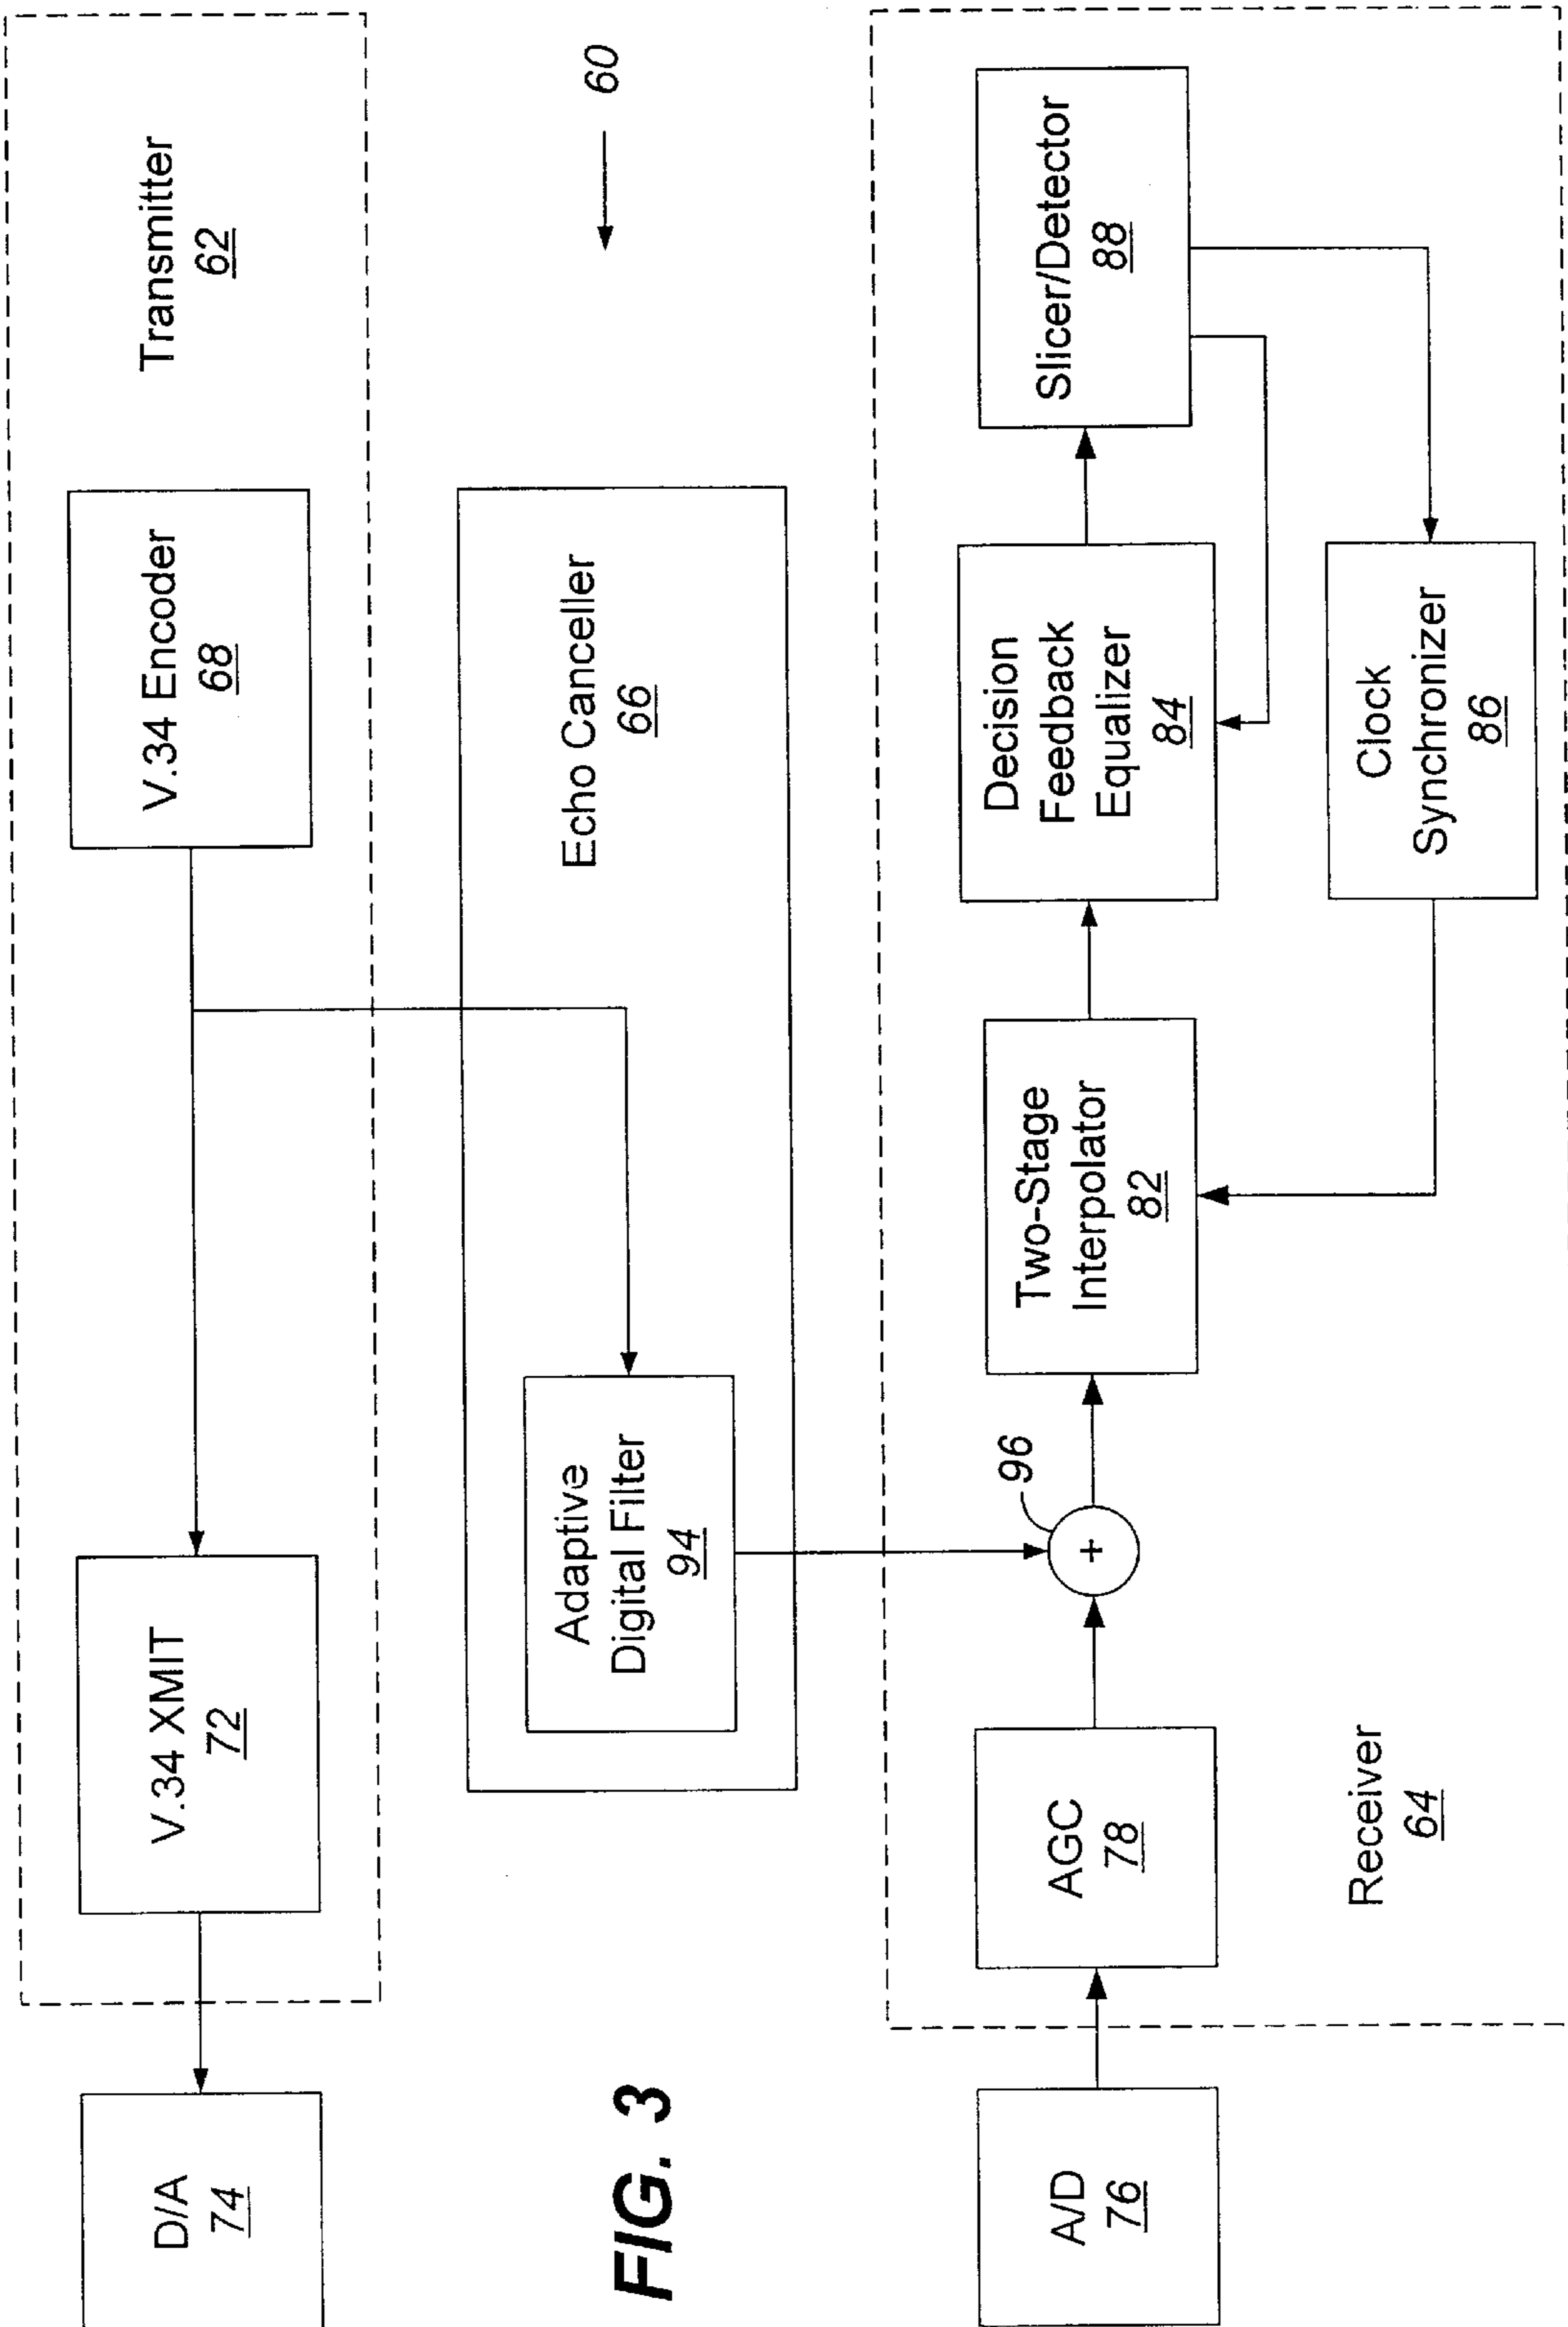 Transmitter
62
V.34 Encoder
68
V.34 XMIT
72
D/A
74
60
Echo Canceller
66
Adaptive
Digital Filter
94
FIG. 3
Slicer/Detector
88
Decision
Feedback
Equalizer
84
Clock
Synchronizer
86
Two-Stage
Interpolator
82
96
+
AGC
78
Receiver
64
A/D
76